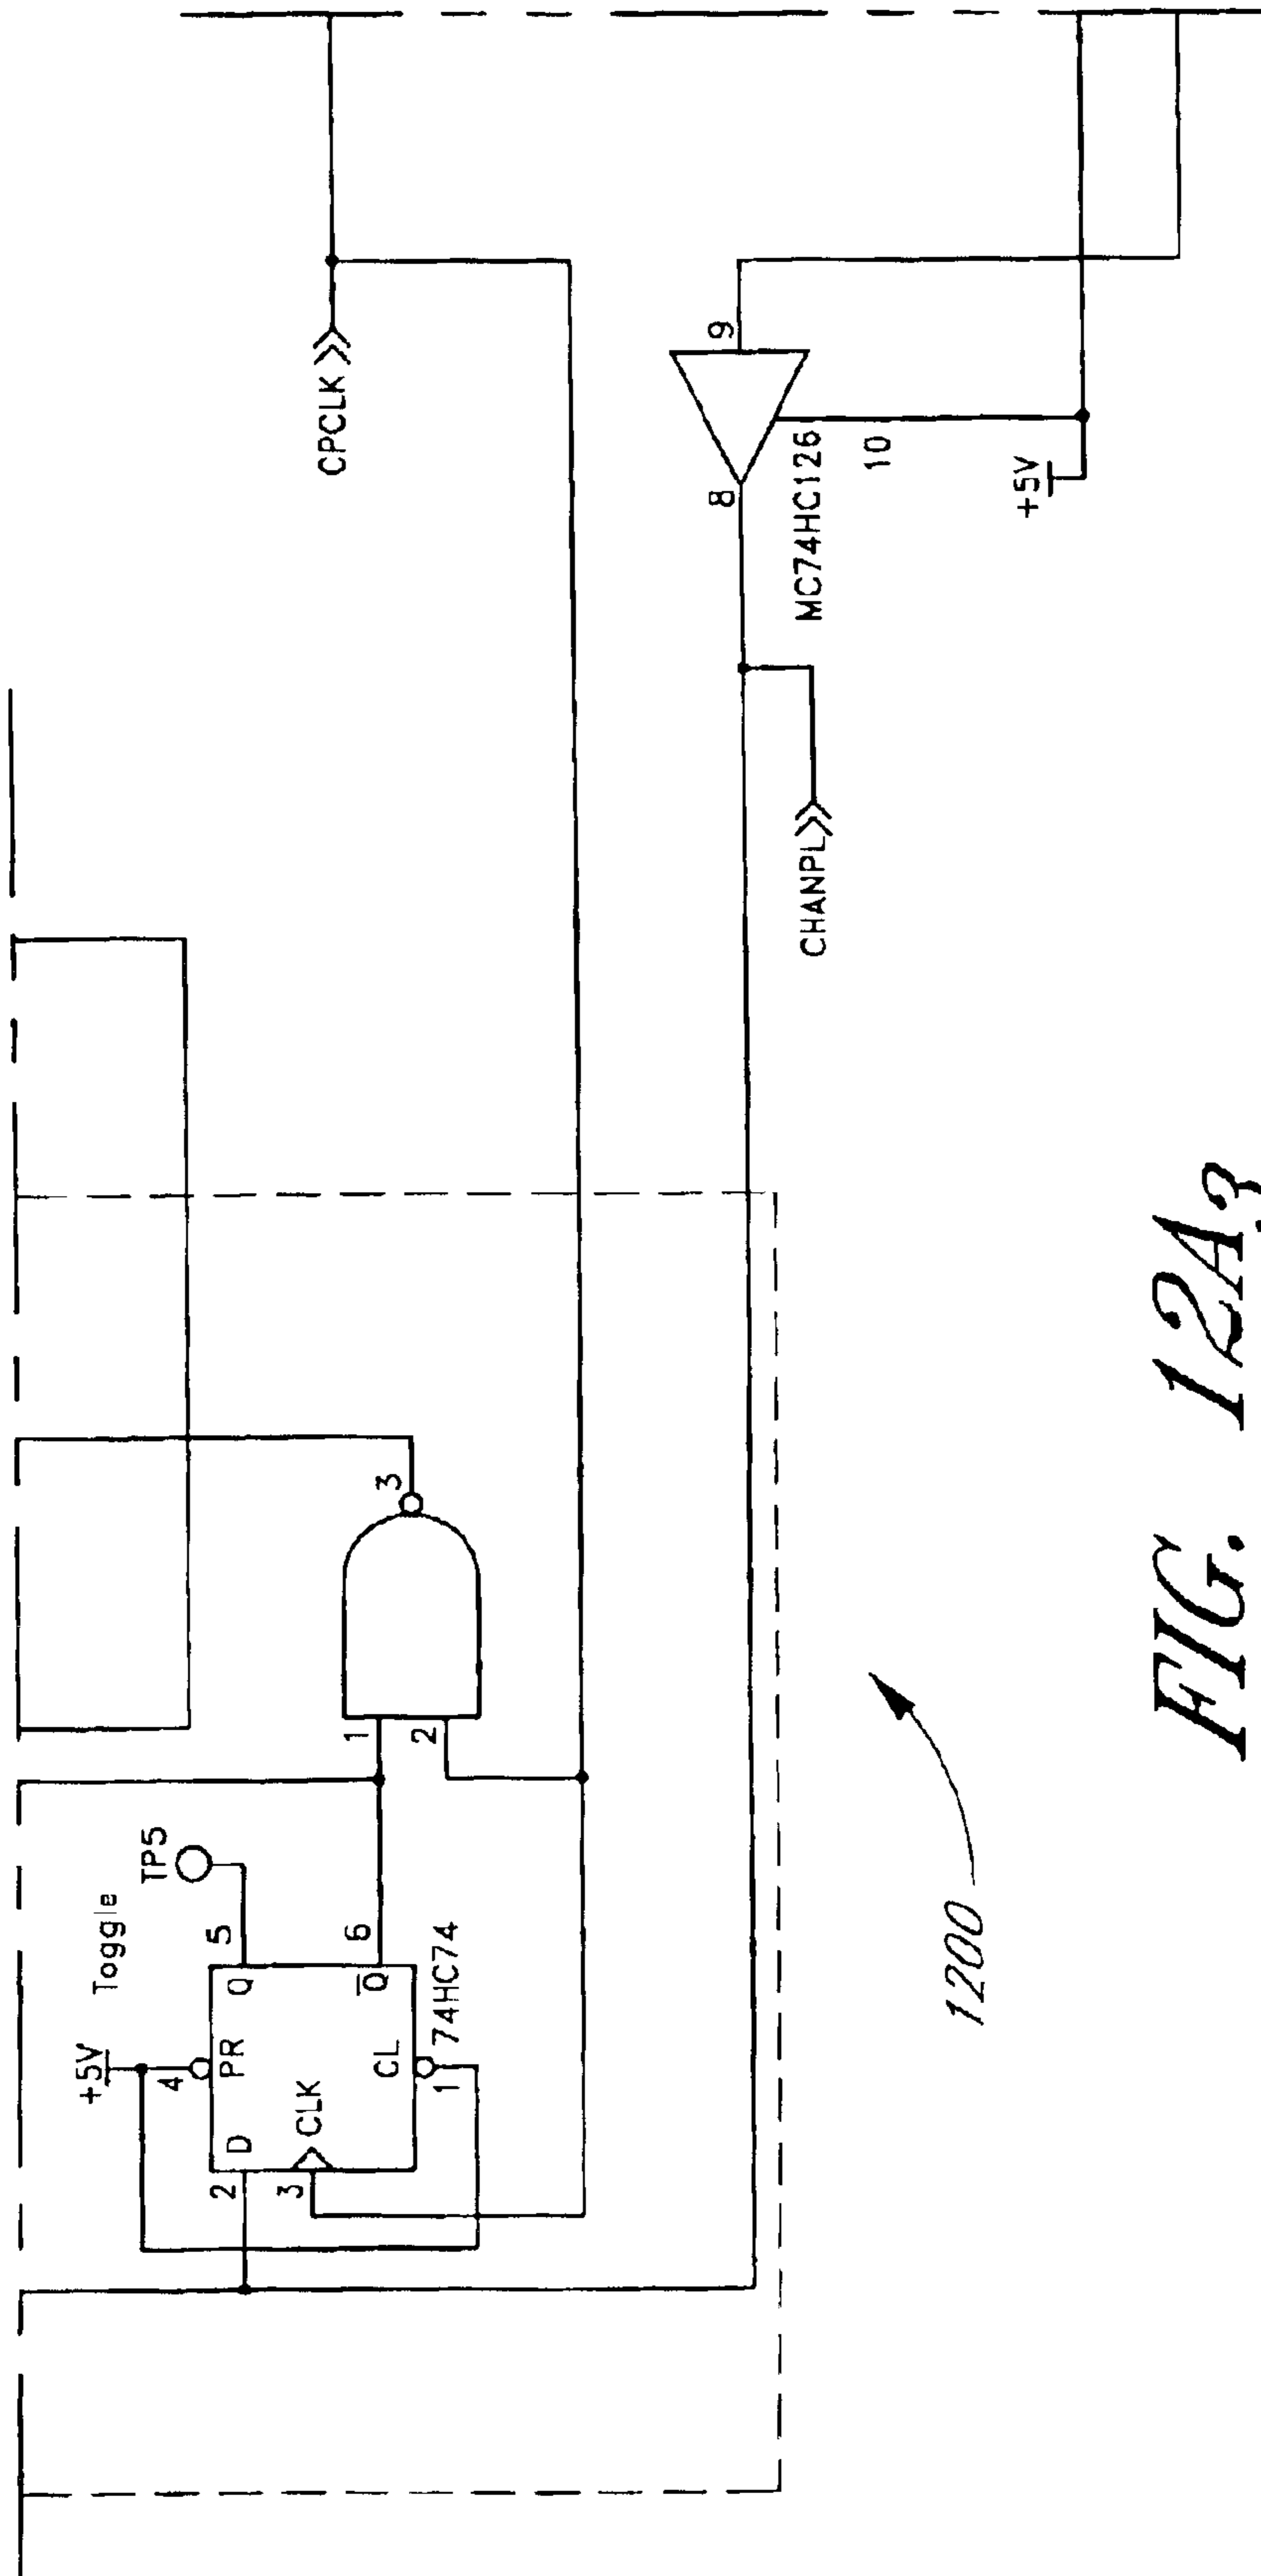 +5V
Toggle
TP5
4
PR
2
D
Q
5
3
CLK
CL
Q
6
1
74HC74
1
2
3
CPCLK
8
9
MC74HC126
10
+5V
CHANPL
1200
FIG. 12A3